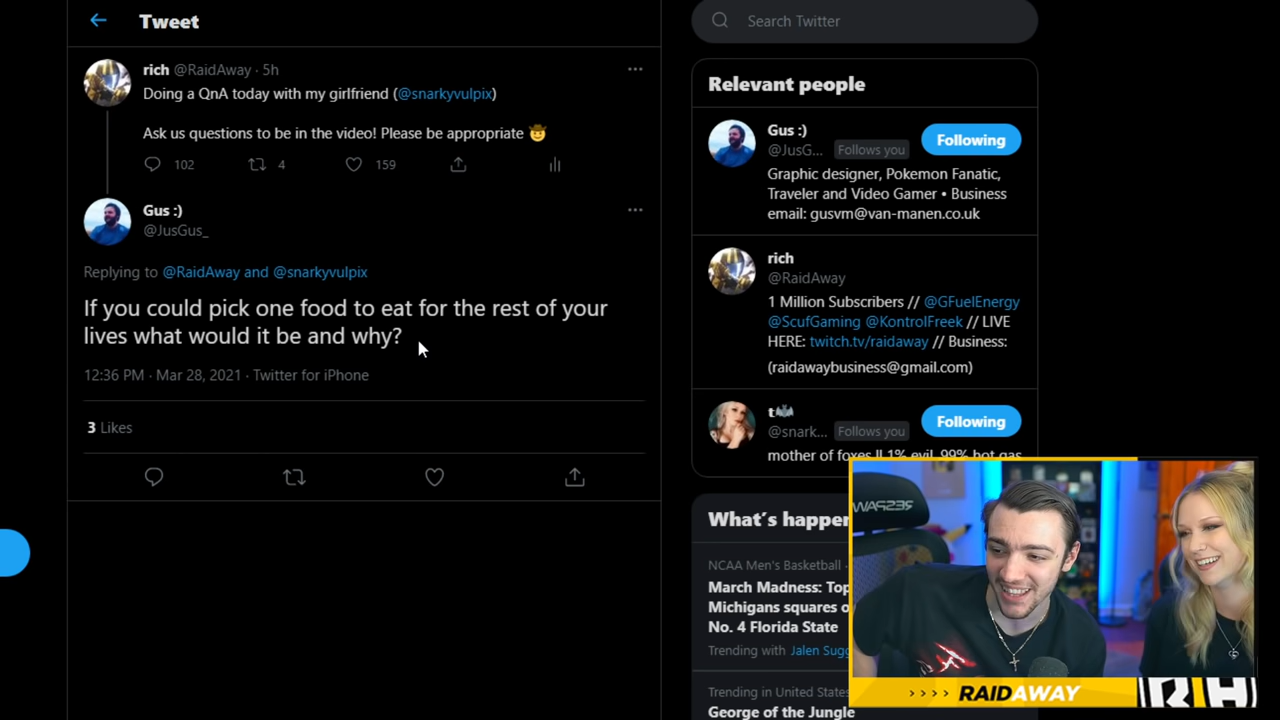 Tweet
rich @RaidAway · 5h
Doing a QnA today with my girlfriend (@snarkyvulpix)
Ask us questions to be in the video! Please be appropriate 🤠
102 4 159
Gus :)
@JusGus_
Replying to @RaidAway and @snarkyvulpix
If you could pick one food to eat for the rest of your
lives what would it be and why?
12:36 PM · Mar 28, 2021 · Twitter for iPhone
3 Likes
Search Twitter
Relevant people
Gus :)
@JusG... Follows you
Following
Graphic designer, Pokemon Fanatic,
Traveler and Video Gamer • Business
email: gusvm@van-manen.co.uk
rich
@RaidAway
1 Million Subscribers // @GFuelEnergy
@ScufGaming @KontrolFreek // LIVE
HERE: twitch.tv/raidaway // Business:
(raidawaybusiness@gmail.com)
t🦇
@snark... Follows you
Following
mother of foxes || 1% evil, 99% hot gas
What's happen
NCAA Men's Basketball ·
March Madness: Top
Michigans squares o
No. 4 Florida State
Trending with Jalen Sugg
Trending in United States
George of the Jungle
RESPAW
>>>> RAIDAWAY